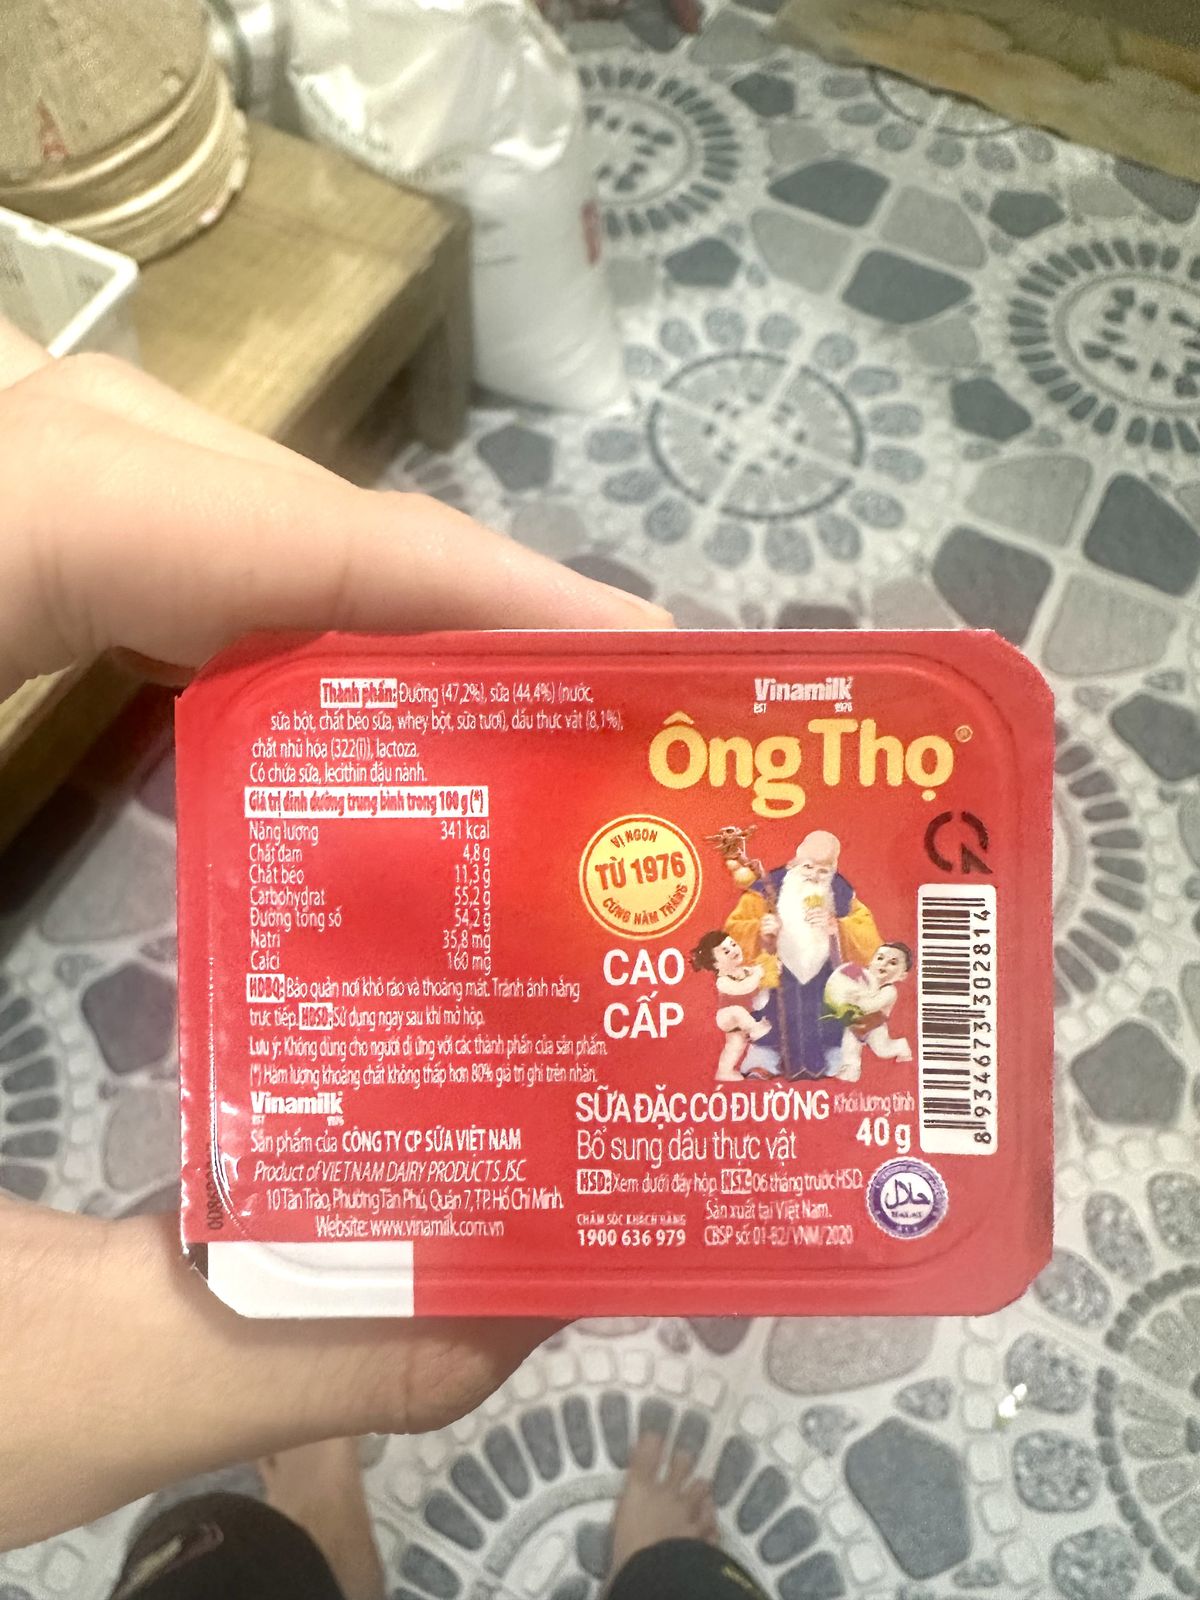 Thành phần: Đường (47,2%), sữa (44,4%) (nước,
sữa bột, chất béo sữa, whey bột, sữa tươi), dầu thực vật (8,1%),
chất nhũ hóa (322(i)), lactoza.
Có chứa sữa, lecithin đậu nành.
Giá trị dinh dưỡng trung bình trong 100 g (*)
Năng lượng 341 kcal
Chất đạm 4,8 g
Chất béo 11,3 g
Carbohydrat 55,2 g
Đường tổng số 54,2 g
Natri 35,8 mg
Calci 160 mg
HDBQ: Bảo quản nơi khô ráo và thoáng mát. Tránh ánh nắng
trực tiếp. HDSD: Sử dụng ngay sau khi mở hộp.
Lưu ý: Không dùng cho người dị ứng với các thành phần của sản phẩm.
(*) Hàm lượng khoáng chất không thấp hơn 80% giá trị ghi trên nhãn.
Vinamilk
EST 1976
Sản phẩm của CÔNG TY CP SỮA VIỆT NAM
Product of VIETNAM DAIRY PRODUCTS JSC
10 Tân Trào, Phường Tân Phú, Quận 7, TP. Hồ Chí Minh.
Website: www.vinamilk.com.vn
Vinamilk
EST 1976
Ông Thọ®
VỊ NGON
TỪ 1976
CÙNG NĂM THÁNG
CAO
CẤP
SỮA ĐẶC CÓ ĐƯỜNG
Khối lượng tịnh
Bổ sung dầu thực vật
40 g
HSD: Xem dưới đáy hộp. NSX: 06 tháng trước HSD.
Sản xuất tại Việt Nam.
CHĂM SÓC KHÁCH HÀNG
1900 636 979
CBSP số: 01-B2/VNM/2020
حلال
HALAL
8 934673 302814